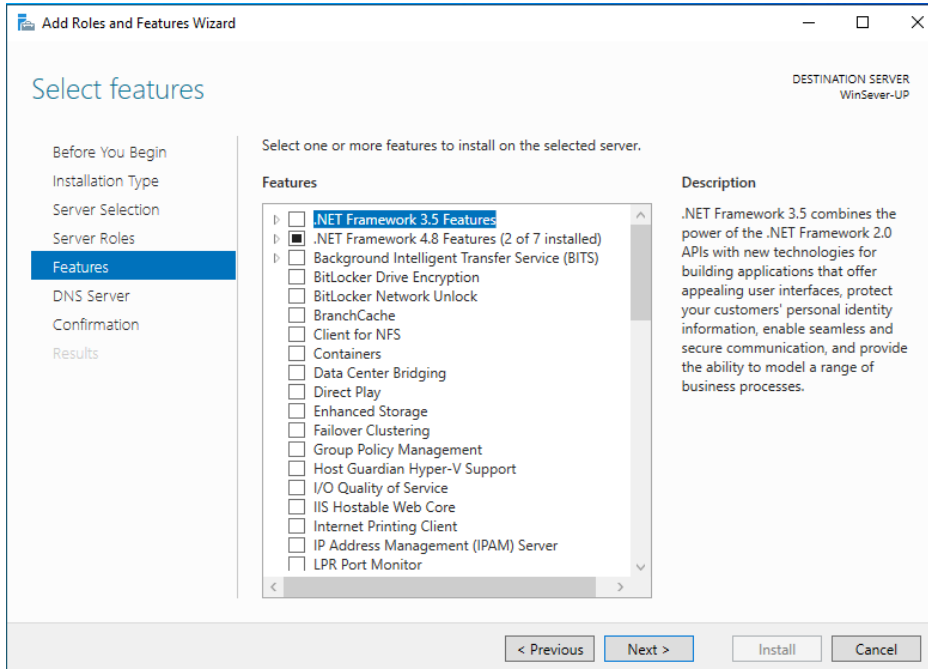 Add Roles and Features Wizard
Select features
DESTINATION SERVER
WinSever-UP
Before You Begin
Installation Type
Server Selection
Server Roles
Features
DNS Server
Confirmation
Results
Select one or more features to install on the selected server.
Features
.NET Framework 3.5 Features
.NET Framework 4.8 Features (2 of 7 installed)
Background Intelligent Transfer Service (BITS)
BitLocker Drive Encryption
BitLocker Network Unlock
BranchCache
Client for NFS
Containers
Data Center Bridging
Direct Play
Enhanced Storage
Failover Clustering
Group Policy Management
Host Guardian Hyper-V Support
I/O Quality of Service
IIS Hostable Web Core
Internet Printing Client
IP Address Management (IPAM) Server
LPR Port Monitor
Description
.NET Framework 3.5 combines the
power of the .NET Framework 2.0
APIs with new technologies for
building applications that offer
appealing user interfaces, protect
your customers' personal identity
information, enable seamless and
secure communication, and provide
the ability to model a range of
business processes.
< Previous
Next >
Install
Cancel